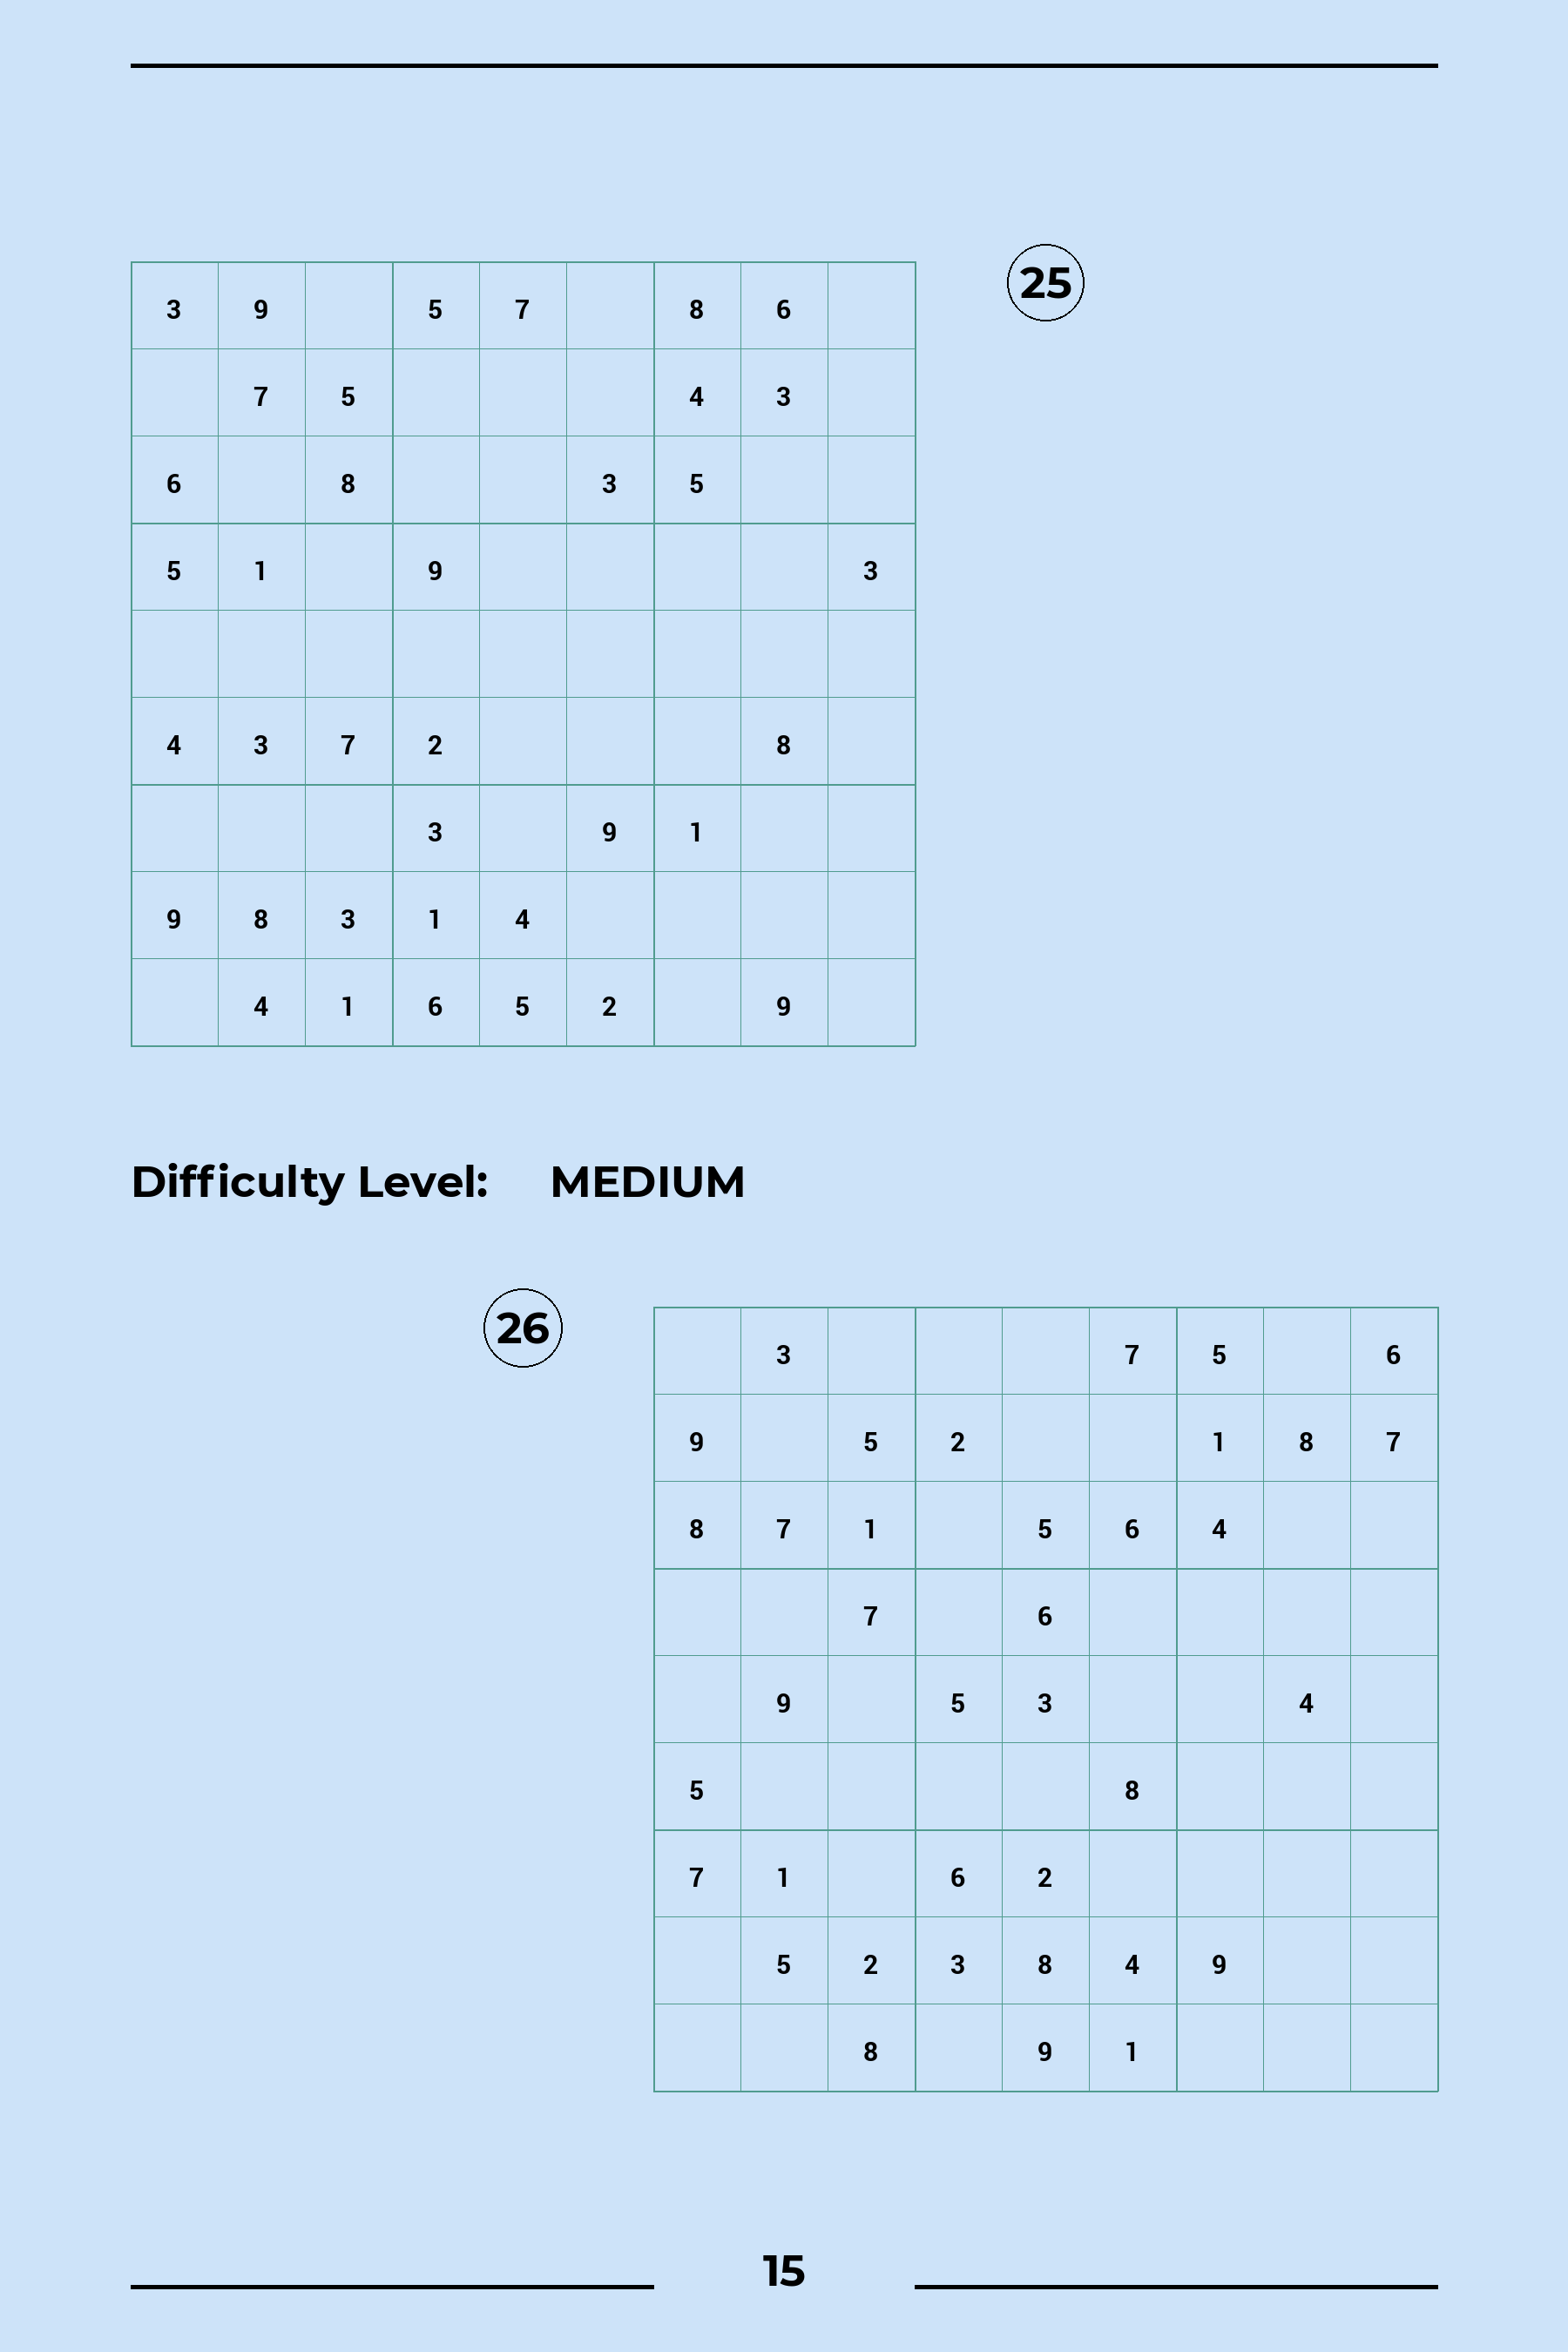 25
3 9 5 7 8 6
7 5 4 3
6 8 3 5
5 1 9 3
4 3 7 2 8
3 9 1
9 8 3 1 4
4 1 6 5 2 9
Difficulty Level: MEDIUM
26
3 7 5 6
9 5 2 1 8 7
8 7 1 5 6 4
7 6
9 5 3 4
5 8
7 1 6 2
5 2 3 8 4 9
8 9 1
15